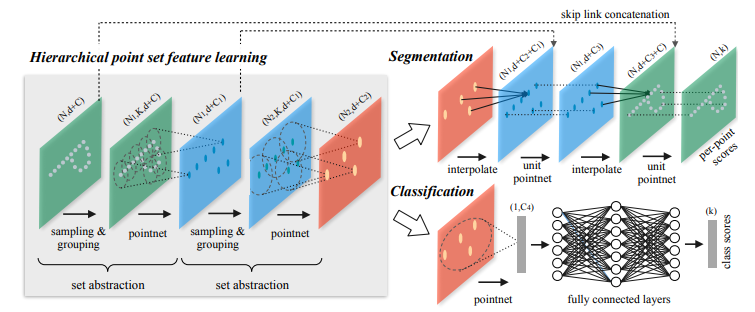 skip link concatenation
Hierarchical point set feature learning
(N,d+C)
(N1,K,d+C)
(N1,d+C1)
(N2,K,d+C1)
(N2,d+C2)
sampling &
grouping
pointnet
sampling &
grouping
pointnet
set abstraction
set abstraction
Segmentation
(N1,d+C2+C1)
(N1,d+C3)
(N,d+C3+C)
(N,k)
interpolate
unit
pointnet
interpolate
unit
pointnet
per-point
scores
Classification
(1,C4)
(k)
class scores
pointnet
fully connected layers